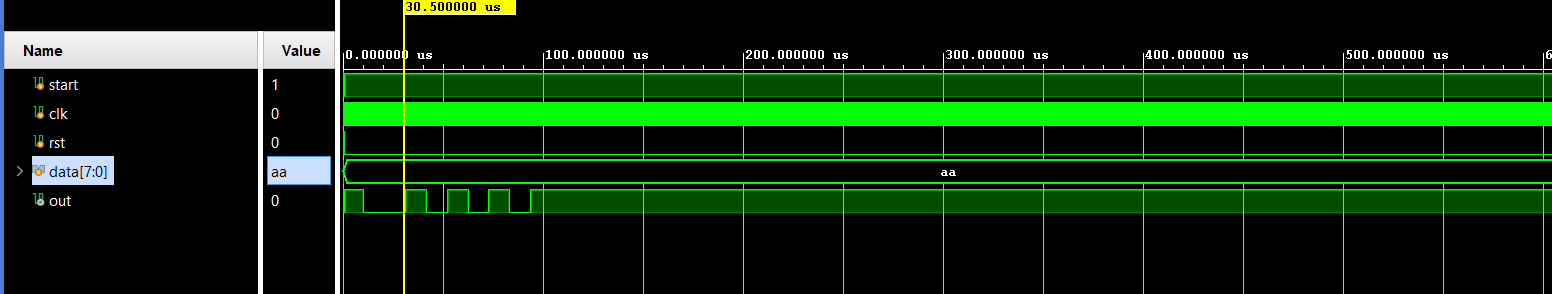 30.500000 us
Name Value
0.000000 us 100.000000 us 200.000000 us 300.000000 us 400.000000 us 500.000000 us 6
start 1
clk 0
rst 0
data[7:0] aa aa
out 0